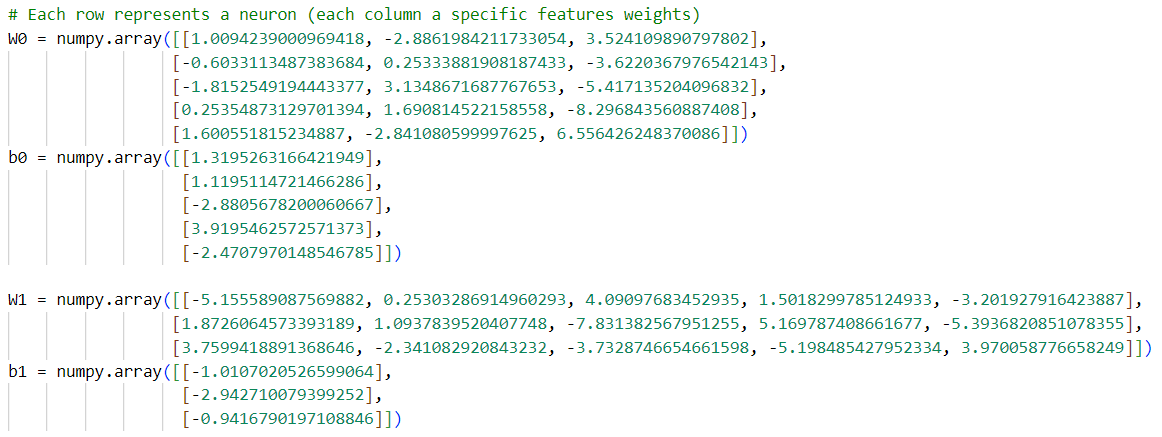 # Each row represents a neuron (each column a specific features weights)
W0 = numpy.array([[1.0094239000969418, -2.8861984211733054, 3.524109890797802],
[-0.6033113487383684, 0.25333881908187433, -3.6220367976542143],
[-1.8152549194443377, 3.1348671687767653, -5.417135204096832],
[0.25354873129701394, 1.690814522158558, -8.296843560887408],
[1.600551815234887, -2.841080599997625, 6.556426248370086]])
b0 = numpy.array([[1.3195263166421949],
[1.1195114721466286],
[-2.8805678200060667],
[3.9195462572571373],
[-2.4707970148546785]])
W1 = numpy.array([[-5.155589087569882, 0.25303286914960293, 4.09097683452935, 1.5018299785124933, -3.201927916423887],
[1.8726064573393189, 1.0937839520407748, -7.831382567951255, 5.169787408661677, -5.3936820851078355],
[3.7599418891368646, -2.341082920843232, -3.7328746654661598, -5.198485427952334, 3.970058776658249]])
b1 = numpy.array([[-1.0107020526599064],
[-2.942710079399252],
[-0.9416790197108846]])